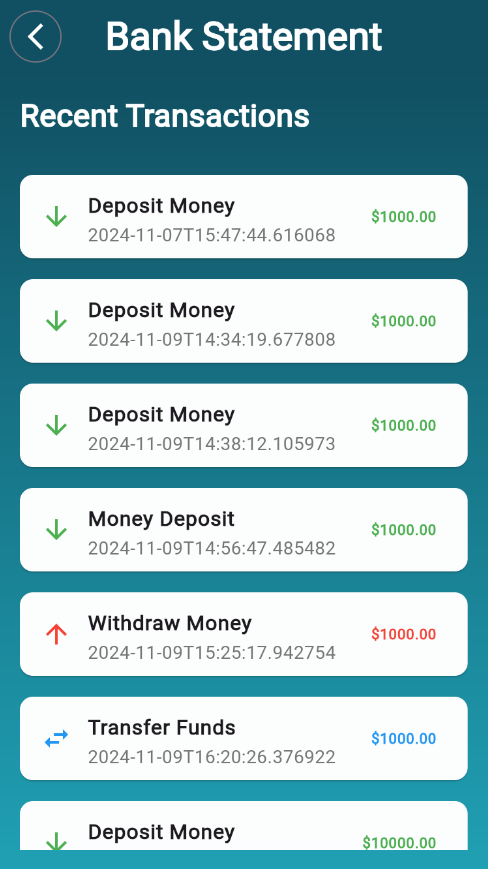 Bank Statement
Recent Transactions
Deposit Money
$1000.00
2024-11-07T15:47:44.616068
Deposit Money
$1000.00
2024-11-09T14:34:19.677808
Deposit Money
$1000.00
2024-11-09T14:38:12.105973
Money Deposit
$1000.00
2024-11-09T14:56:47.485482
Withdraw Money
$1000.00
2024-11-09T15:25:17.942754
Transfer Funds
$1000.00
2024-11-09T16:20:26.376922
Deposit Money
$10000.00